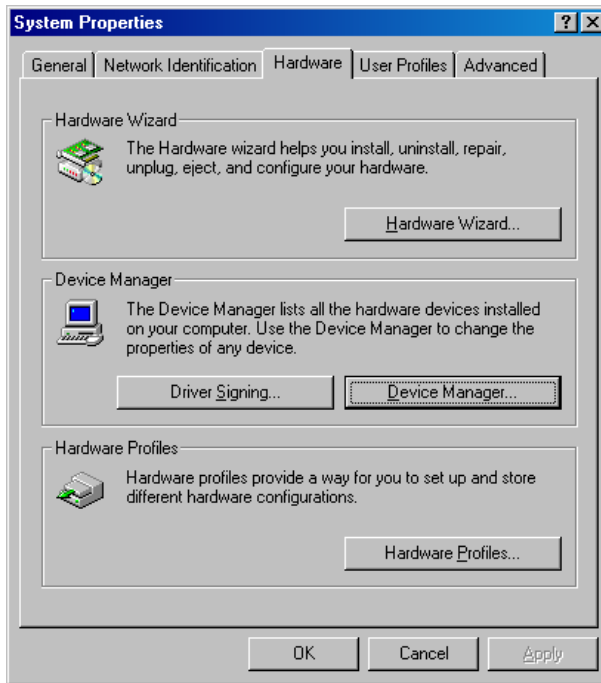 System Properties
General
Network Identification
Hardware
User Profiles
Advanced
Hardware Wizard
The Hardware wizard helps you install, uninstall, repair,
unplug, eject, and configure your hardware.
Hardware Wizard...
Device Manager
The Device Manager lists all the hardware devices installed
on your computer. Use the Device Manager to change the
properties of any device.
Driver Signing...
Device Manager...
Hardware Profiles
Hardware profiles provide a way for you to set up and store
different hardware configurations.
Hardware Profiles...
OK
Cancel
Apply